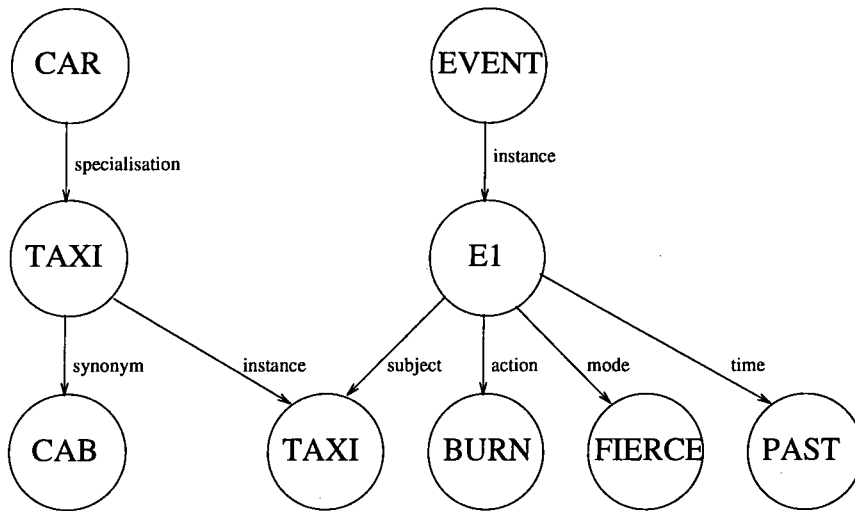 CAR
EVENT
specialisation
instance
TAXI
E1
synonym
instance
subject
action
mode
time
CAB
TAXI
BURN
FIERCE
PAST